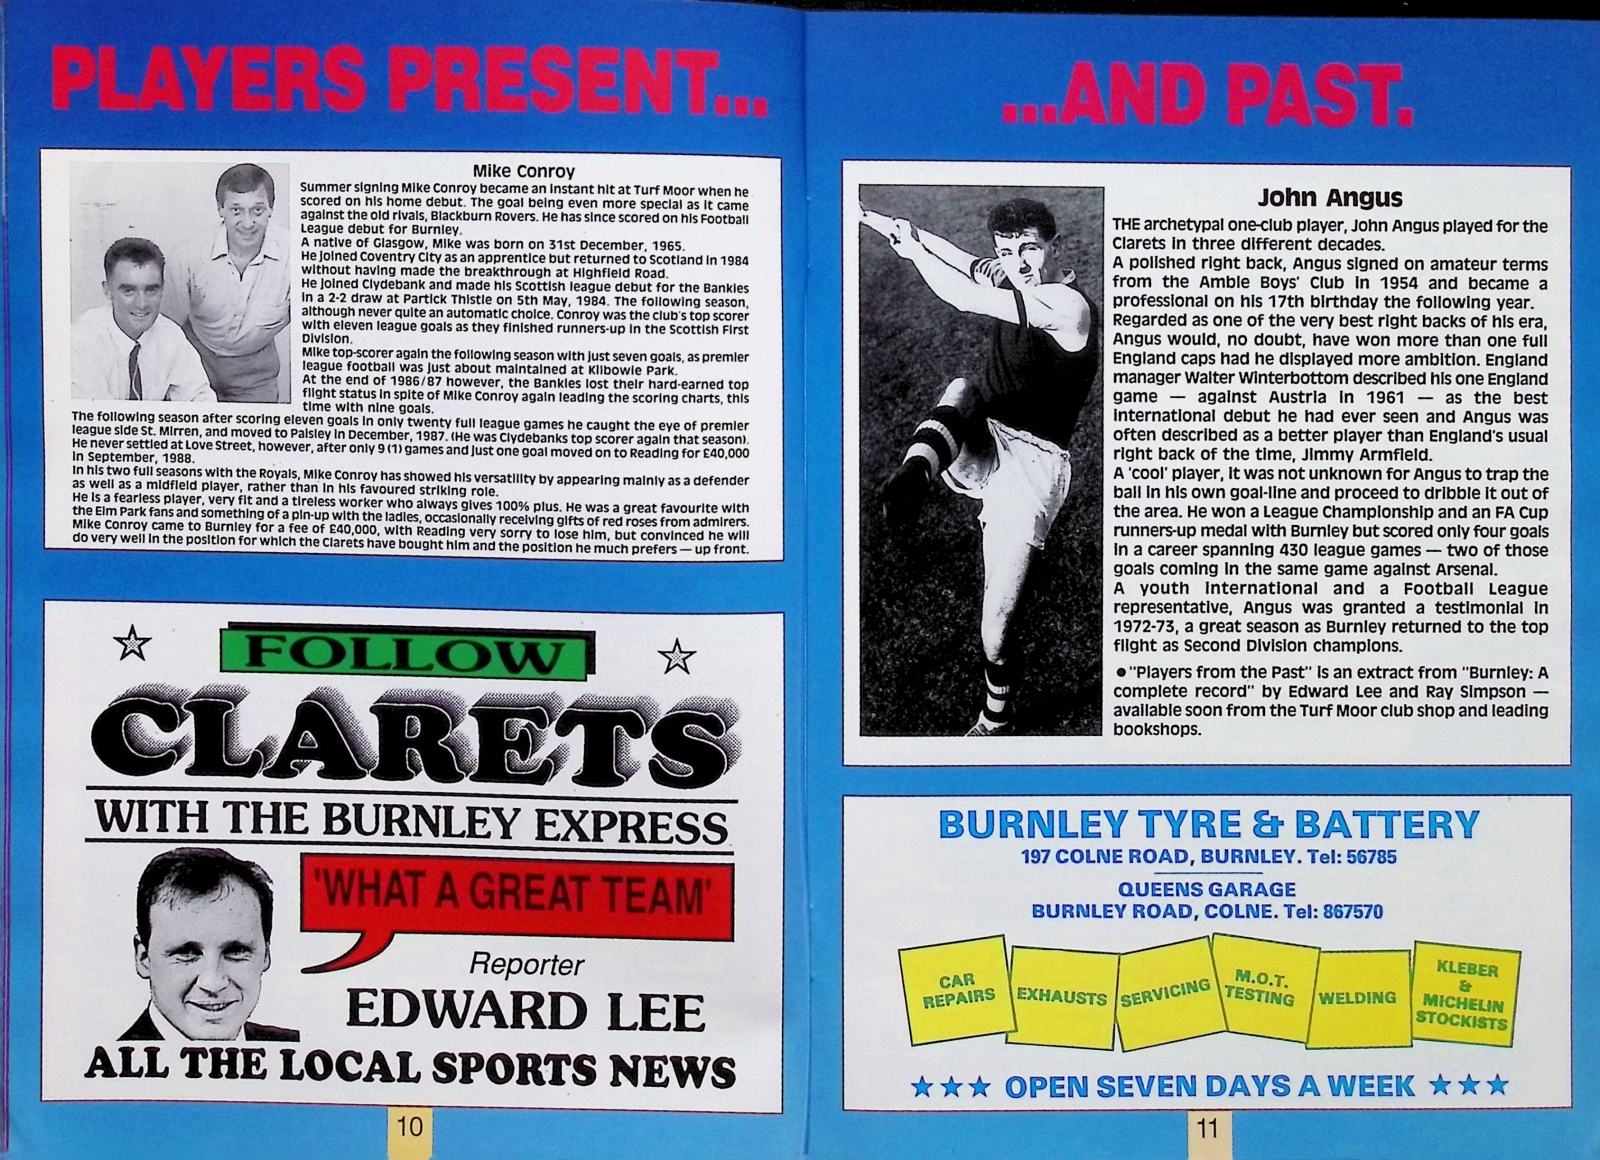 PLAYERS PRESENT...
Mike Conroy
Summer signing Mike Conroy became an instant hit at Turf Moor when he
scored on his home debut. The goal being even more special as it came
against the old rivals, Blackburn Rovers. He has since scored on his Football
League debut for Burnley.
A native of Glasgow, Mike was born on 31st December, 1965.
He joined Coventry City as an apprentice but returned to Scotland in 1984
without having made the breakthrough at Highfield Road.
He joined Clydebank and made his Scottish league debut for the Bankies
in a 2-2 draw at Partick Thistle on 5th May, 1984. The following season,
although never quite an automatic choice. Conroy was the club's top scorer
with eleven league goals as they finished runners-up in the Scottish First
Division.
Mike top-scorer again the following season with just seven goals, as premier
league football was just about maintained at Kilbowie Park.
At the end of 1986/87 however, the Bankies lost their hard-earned top
flight status in spite of Mike Conroy again leading the scoring charts, this
time with nine goals.
The following season after scoring eleven goals in only twenty full league games he caught the eye of premier
league side St. Mirren, and moved to Paisley in December, 1987. (He was Clydebanks top scorer again that season).
He never settled at Love Street, however, after only 9 (1) games and just one goal moved on to Reading for £40,000
in September, 1988.
In his two full seasons with the Royals, Mike Conroy has showed his versatility by appearing mainly as a defender
as well as a midfield player, rather than in his favoured striking role.
He is a fearless player, very fit and a tireless worker who always gives 100% plus. He was a great favourite with
the Elm Park fans and something of a pin-up with the ladies, occasionally receiving gifts of red roses from admirers.
Mike Conroy came to Burnley for a fee of £40,000, with Reading very sorry to lose him, but convinced he will
do very well in the position for which the Clarets have bought him and the position he much prefers — up front.
FOLLOW
CLARETS
WITH THE BURNLEY EXPRESS
'WHAT A GREAT TEAM'
Reporter
EDWARD LEE
ALL THE LOCAL SPORTS NEWS
10
...AND PAST.
John Angus
THE archetypal one-club player, John Angus played for the
Clarets in three different decades.
A polished right back, Angus signed on amateur terms
from the Amble Boys' Club in 1954 and became a
professional on his 17th birthday the following year.
Regarded as one of the very best right backs of his era,
Angus would, no doubt, have won more than one full
England caps had he displayed more ambition. England
manager Walter Winterbottom described his one England
game — against Austria in 1961 — as the best
international debut he had ever seen and Angus was
often described as a better player than England's usual
right back of the time, Jimmy Armfield.
A 'cool' player, it was not unknown for Angus to trap the
ball in his own goal-line and proceed to dribble it out of
the area. He won a League Championship and an FA Cup
runners-up medal with Burnley but scored only four goals
in a career spanning 430 league games — two of those
goals coming in the same game against Arsenal.
A youth international and a Football League
representative, Angus was granted a testimonial in
1972-73, a great season as Burnley returned to the top
flight as Second Division champions.
● "Players from the Past" is an extract from "Burnley: A
complete record" by Edward Lee and Ray Simpson —
available soon from the Turf Moor club shop and leading
bookshops.
BURNLEY TYRE & BATTERY
197 COLNE ROAD, BURNLEY. Tel: 56785
QUEENS GARAGE
BURNLEY ROAD, COLNE. Tel: 867570
CAR
REPAIRS
EXHAUSTS
SERVICING
M.O.T.
TESTING
WELDING
KLEBER
&
MICHELIN
STOCKISTS
★★★ OPEN SEVEN DAYS A WEEK ★★★
11